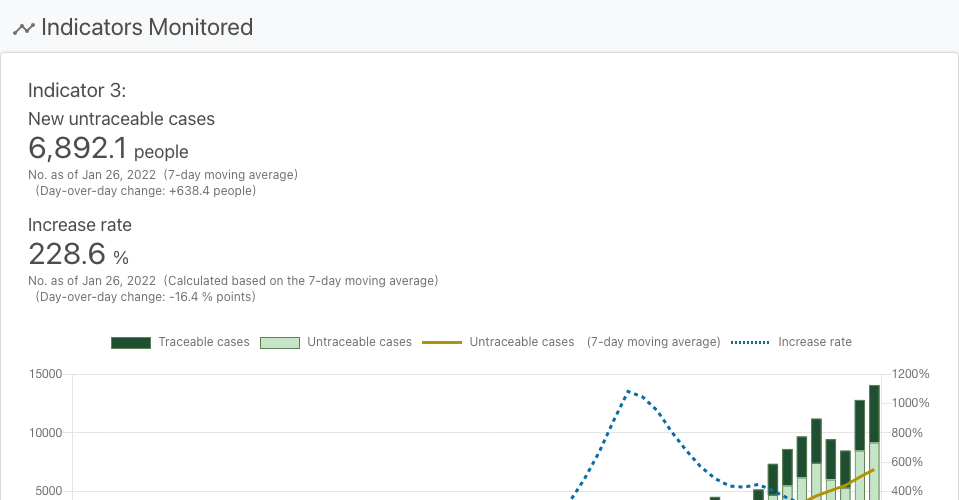 Indicators Monitored
Indicator 3:
New untraceable cases
6,892.1 people
No. as of Jan 26, 2022 (7-day moving average)
(Day-over-day change: +638.4 people)
Increase rate
228.6 %
No. as of Jan 26, 2022 (Calculated based on the 7-day moving average)
(Day-over-day change: -16.4 % points)
Traceable cases Untraceable cases Untraceable cases (7-day moving average) Increase rate
15000 1200%
1000%
10000 800%
600%
5000 400%